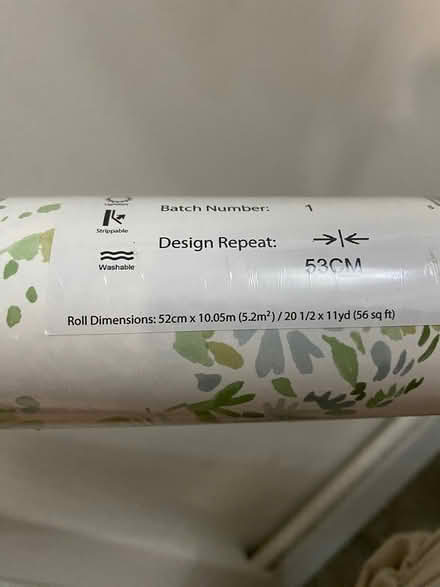 Batch Number: 1
Strippable
Design Repeat:
Washable
53CM
Roll Dimensions: 52cm x 10.05m (5.2m²) / 20 1/2 x 11yd (56 sq ft)